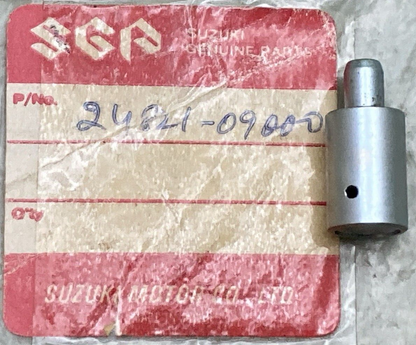 SGP
SUZUKI
GENUINE PARTS
P/No.
24821-09000
Q'ty
SUZUKI MOTOR CO., LTD.